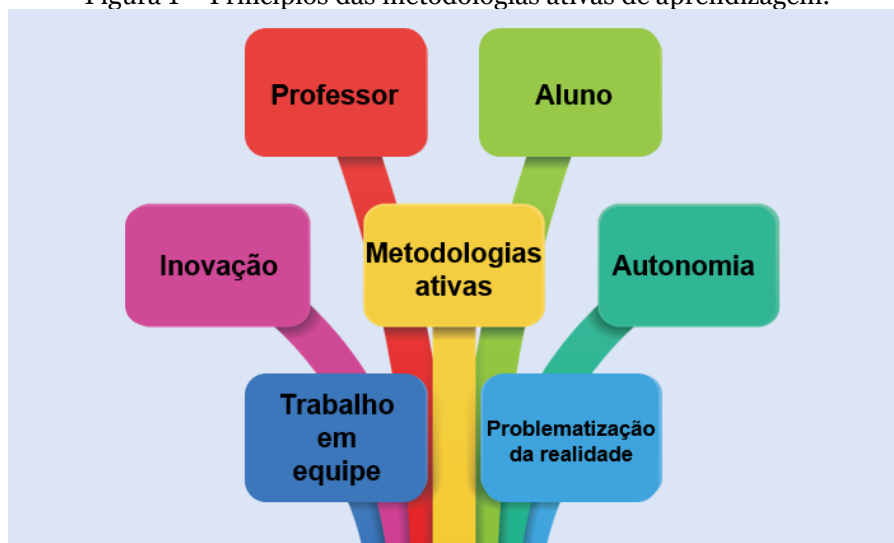 Figura 1 – Princípios das metodologias ativas de aprendizagem.
Professor
Aluno
Inovação
Metodologias
ativas
Autonomia
Trabalho
em
equipe
Problematização
da realidade